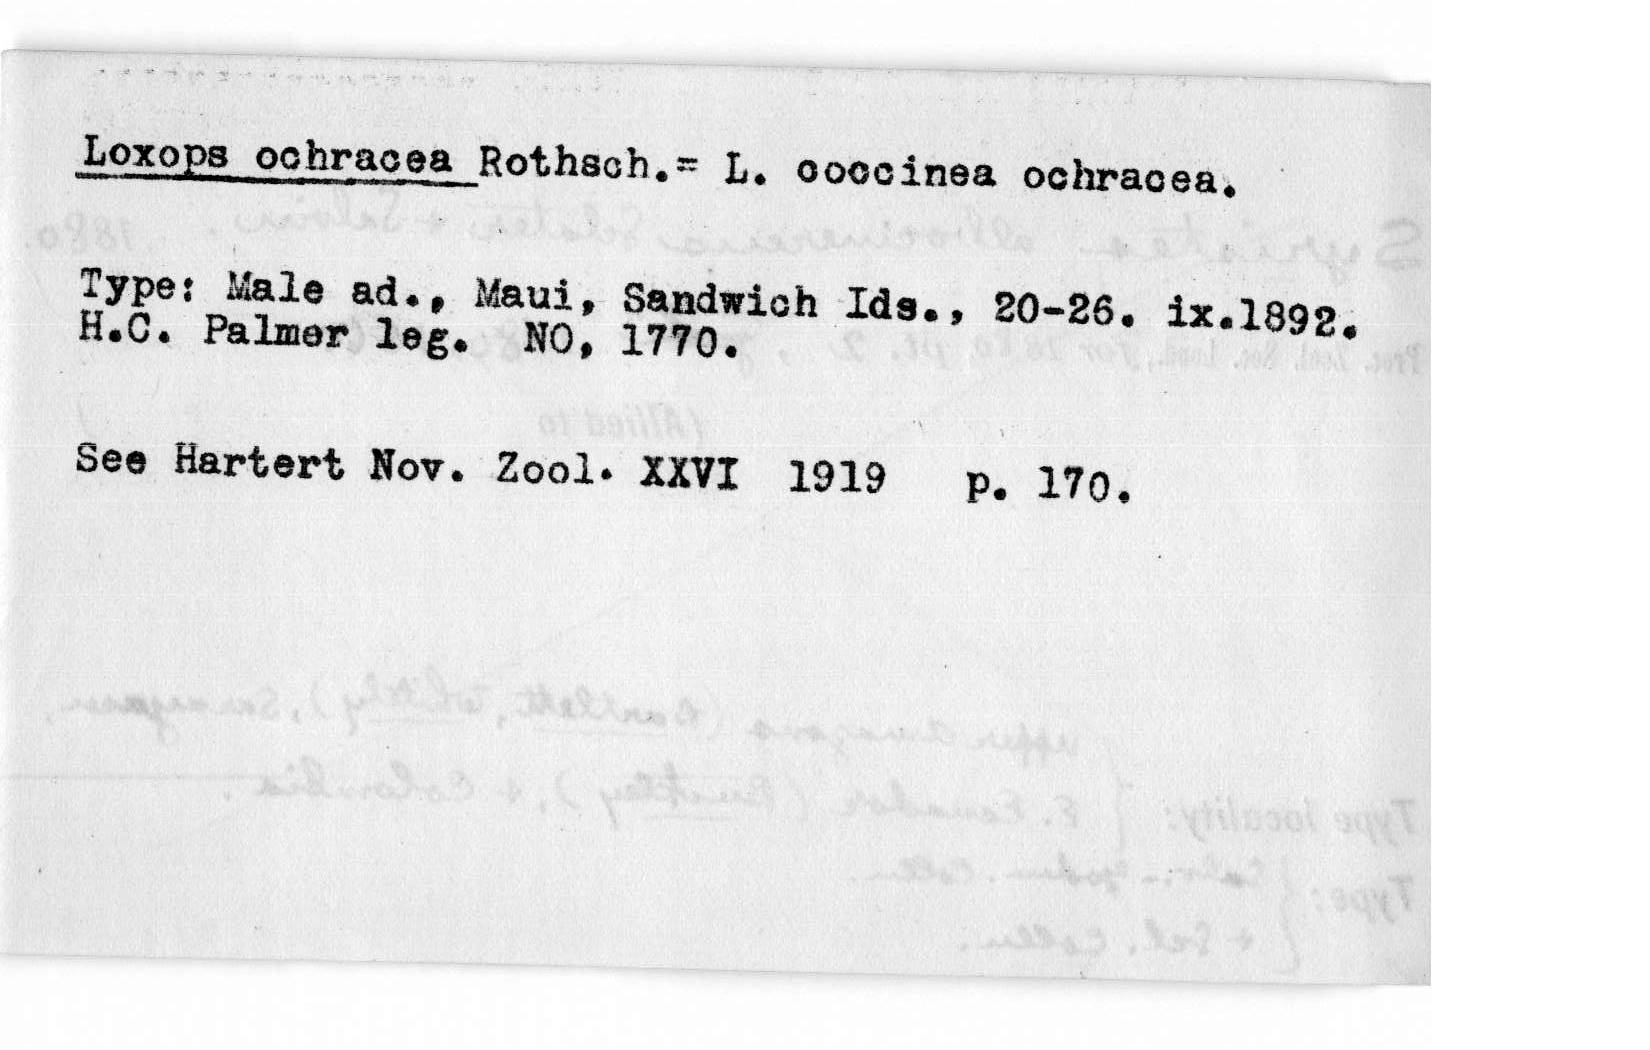 Loxops ochracea Rothsch.= L. coccinea ochracea.
Type: Male ad., Maui, Sandwich Ids., 20-26. ix.1892.
H.C. Palmer leg. NO, 1770.
See Hartert Nov. Zool. XXVI 1919 p. 170.